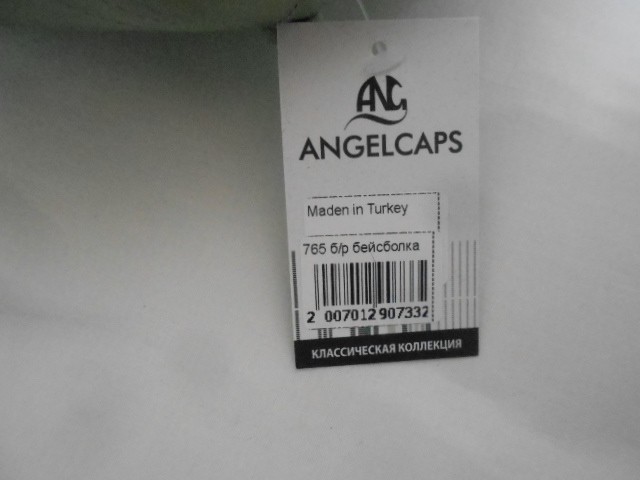 ANG
ANGELCAPS
Maden in Turkey
765 б/р бейсболка
2 007012 907332
КЛАССИЧЕСКАЯ КОЛЛЕКЦИЯ